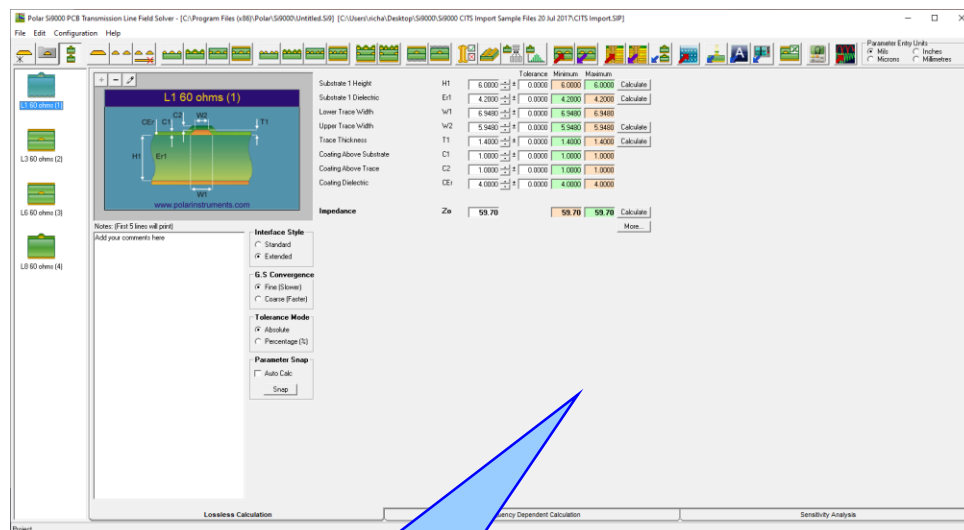 Polar Si9000 PCB Transmission Line Field Solver - [C:\Program Files (x86)\Polar\Si9000\Untitled.Si9] [C:\Users\richa\Desktop\Si9000\Si9000 CITS Import Sample Files 20 Jul 2017\CITS Import.SIP]
File Edit Configuration Help
Parameter Entry Units
Mils Inches
Microns Millimetres
L1 60 ohms (1)
L3 60 ohms (2)
L6 60 ohms (3)
L8 60 ohms (4)
+ -
L1 60 ohms (1)
CEr C1 C2 W2 T1
H1 Er1
W1
www.polarinstruments.com
Tolerance Minimum Maximum
Substrate 1 Height H1 6.0000 ± 0.0000 6.0000 6.0000 Calculate
Substrate 1 Dielectric Er1 4.2000 ± 0.0000 4.2000 4.2000 Calculate
Lower Trace Width W1 6.9480 ± 0.0000 6.9480 6.9480
Upper Trace Width W2 5.9480 ± 0.0000 5.9480 5.9480 Calculate
Trace Thickness T1 1.4000 ± 0.0000 1.4000 1.4000 Calculate
Coating Above Substrate C1 1.0000 ± 0.0000 1.0000 1.0000
Coating Above Trace C2 1.0000 ± 0.0000 1.0000 1.0000
Coating Dielectric CEr 4.0000 ± 0.0000 4.0000 4.0000
Impedance Zo 59.70 59.70 59.70 Calculate
More...
Notes: (First 5 lines will print)
Add your comments here
Interface Style
Standard
Extended
G.S Convergence
Fine (Slower)
Coarse (Faster)
Tolerance Mode
Absolute
Percentage (%)
Parameter Snap
Auto Calc
Snap
Lossless Calculation
Dependent Calculation
Sensitivity Analysis
Project